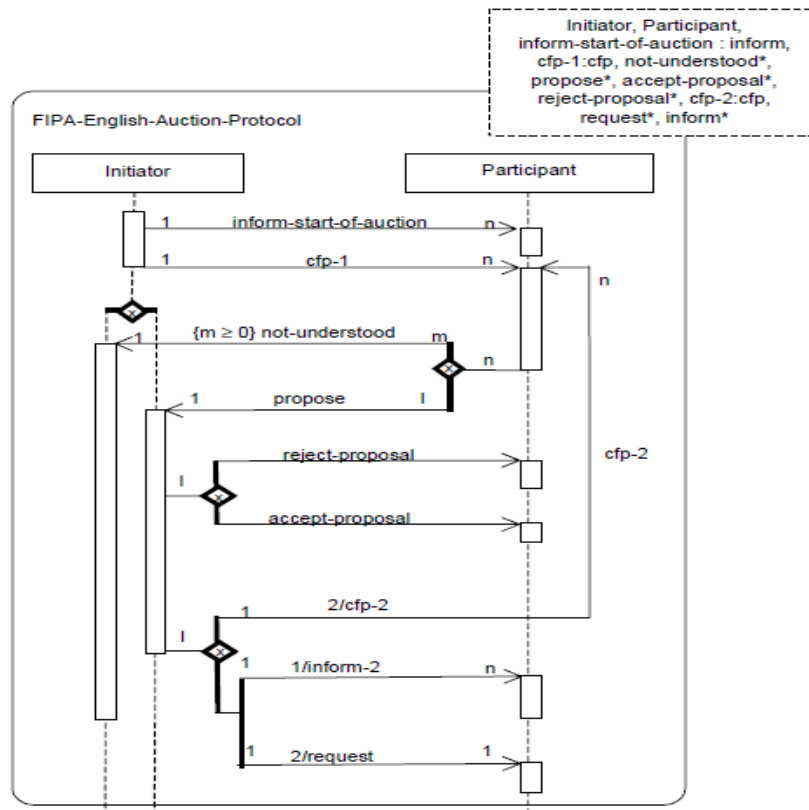 Initiator, Participant,
inform-start-of-auction : inform,
cfp-1:cfp, not-understood*,
propose*, accept-proposal*,
reject-proposal*, cfp-2:cfp,
request*, inform*
FIPA-English-Auction-Protocol
Initiator
Participant
1 inform-start-of-auction n
1 cfp-1 n
n
x
1 {m ≥ 0} not-understood m
x n
1 propose l
reject-proposal
cfp-2
l x
accept-proposal
1 2/cfp-2
l x
1 1/inform-2 n
1 2/request 1